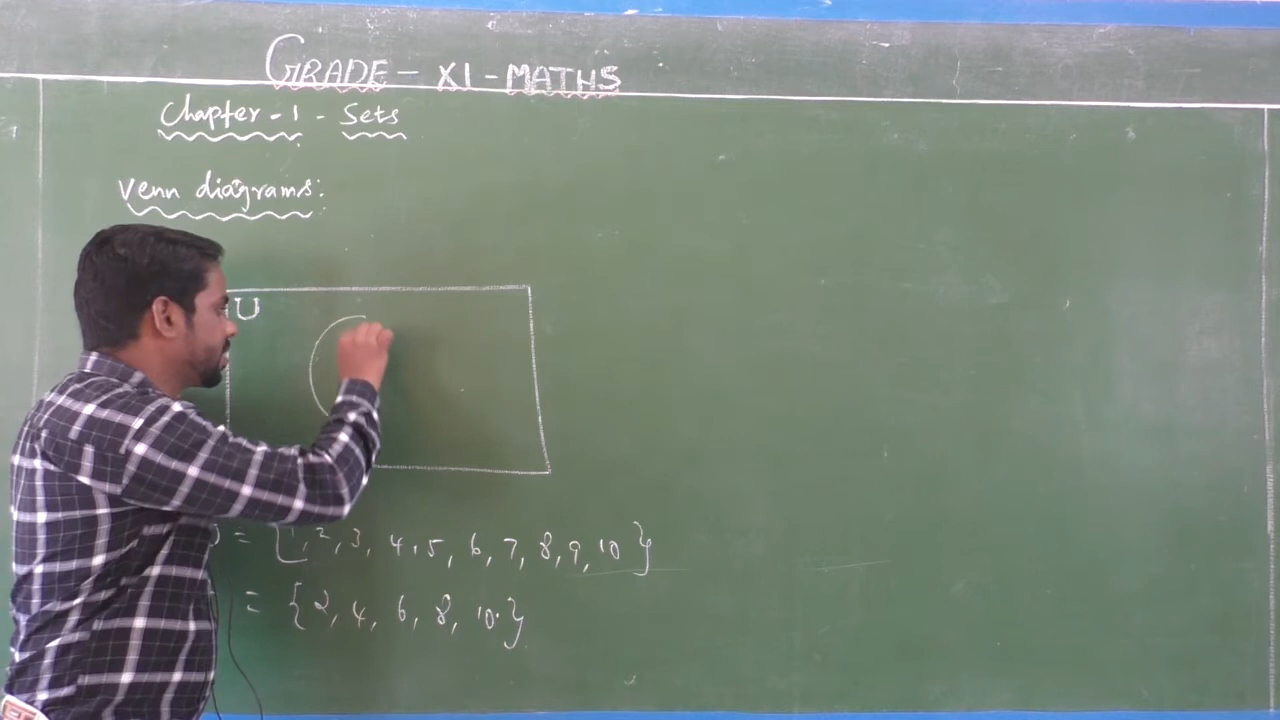 GRADE - XI - MATHS
Chapter - 1 - Sets
Venn diagrams:
U
= {1, 2, 3, 4, 5, 6, 7, 8, 9, 10}
= {2, 4, 6, 8, 10}